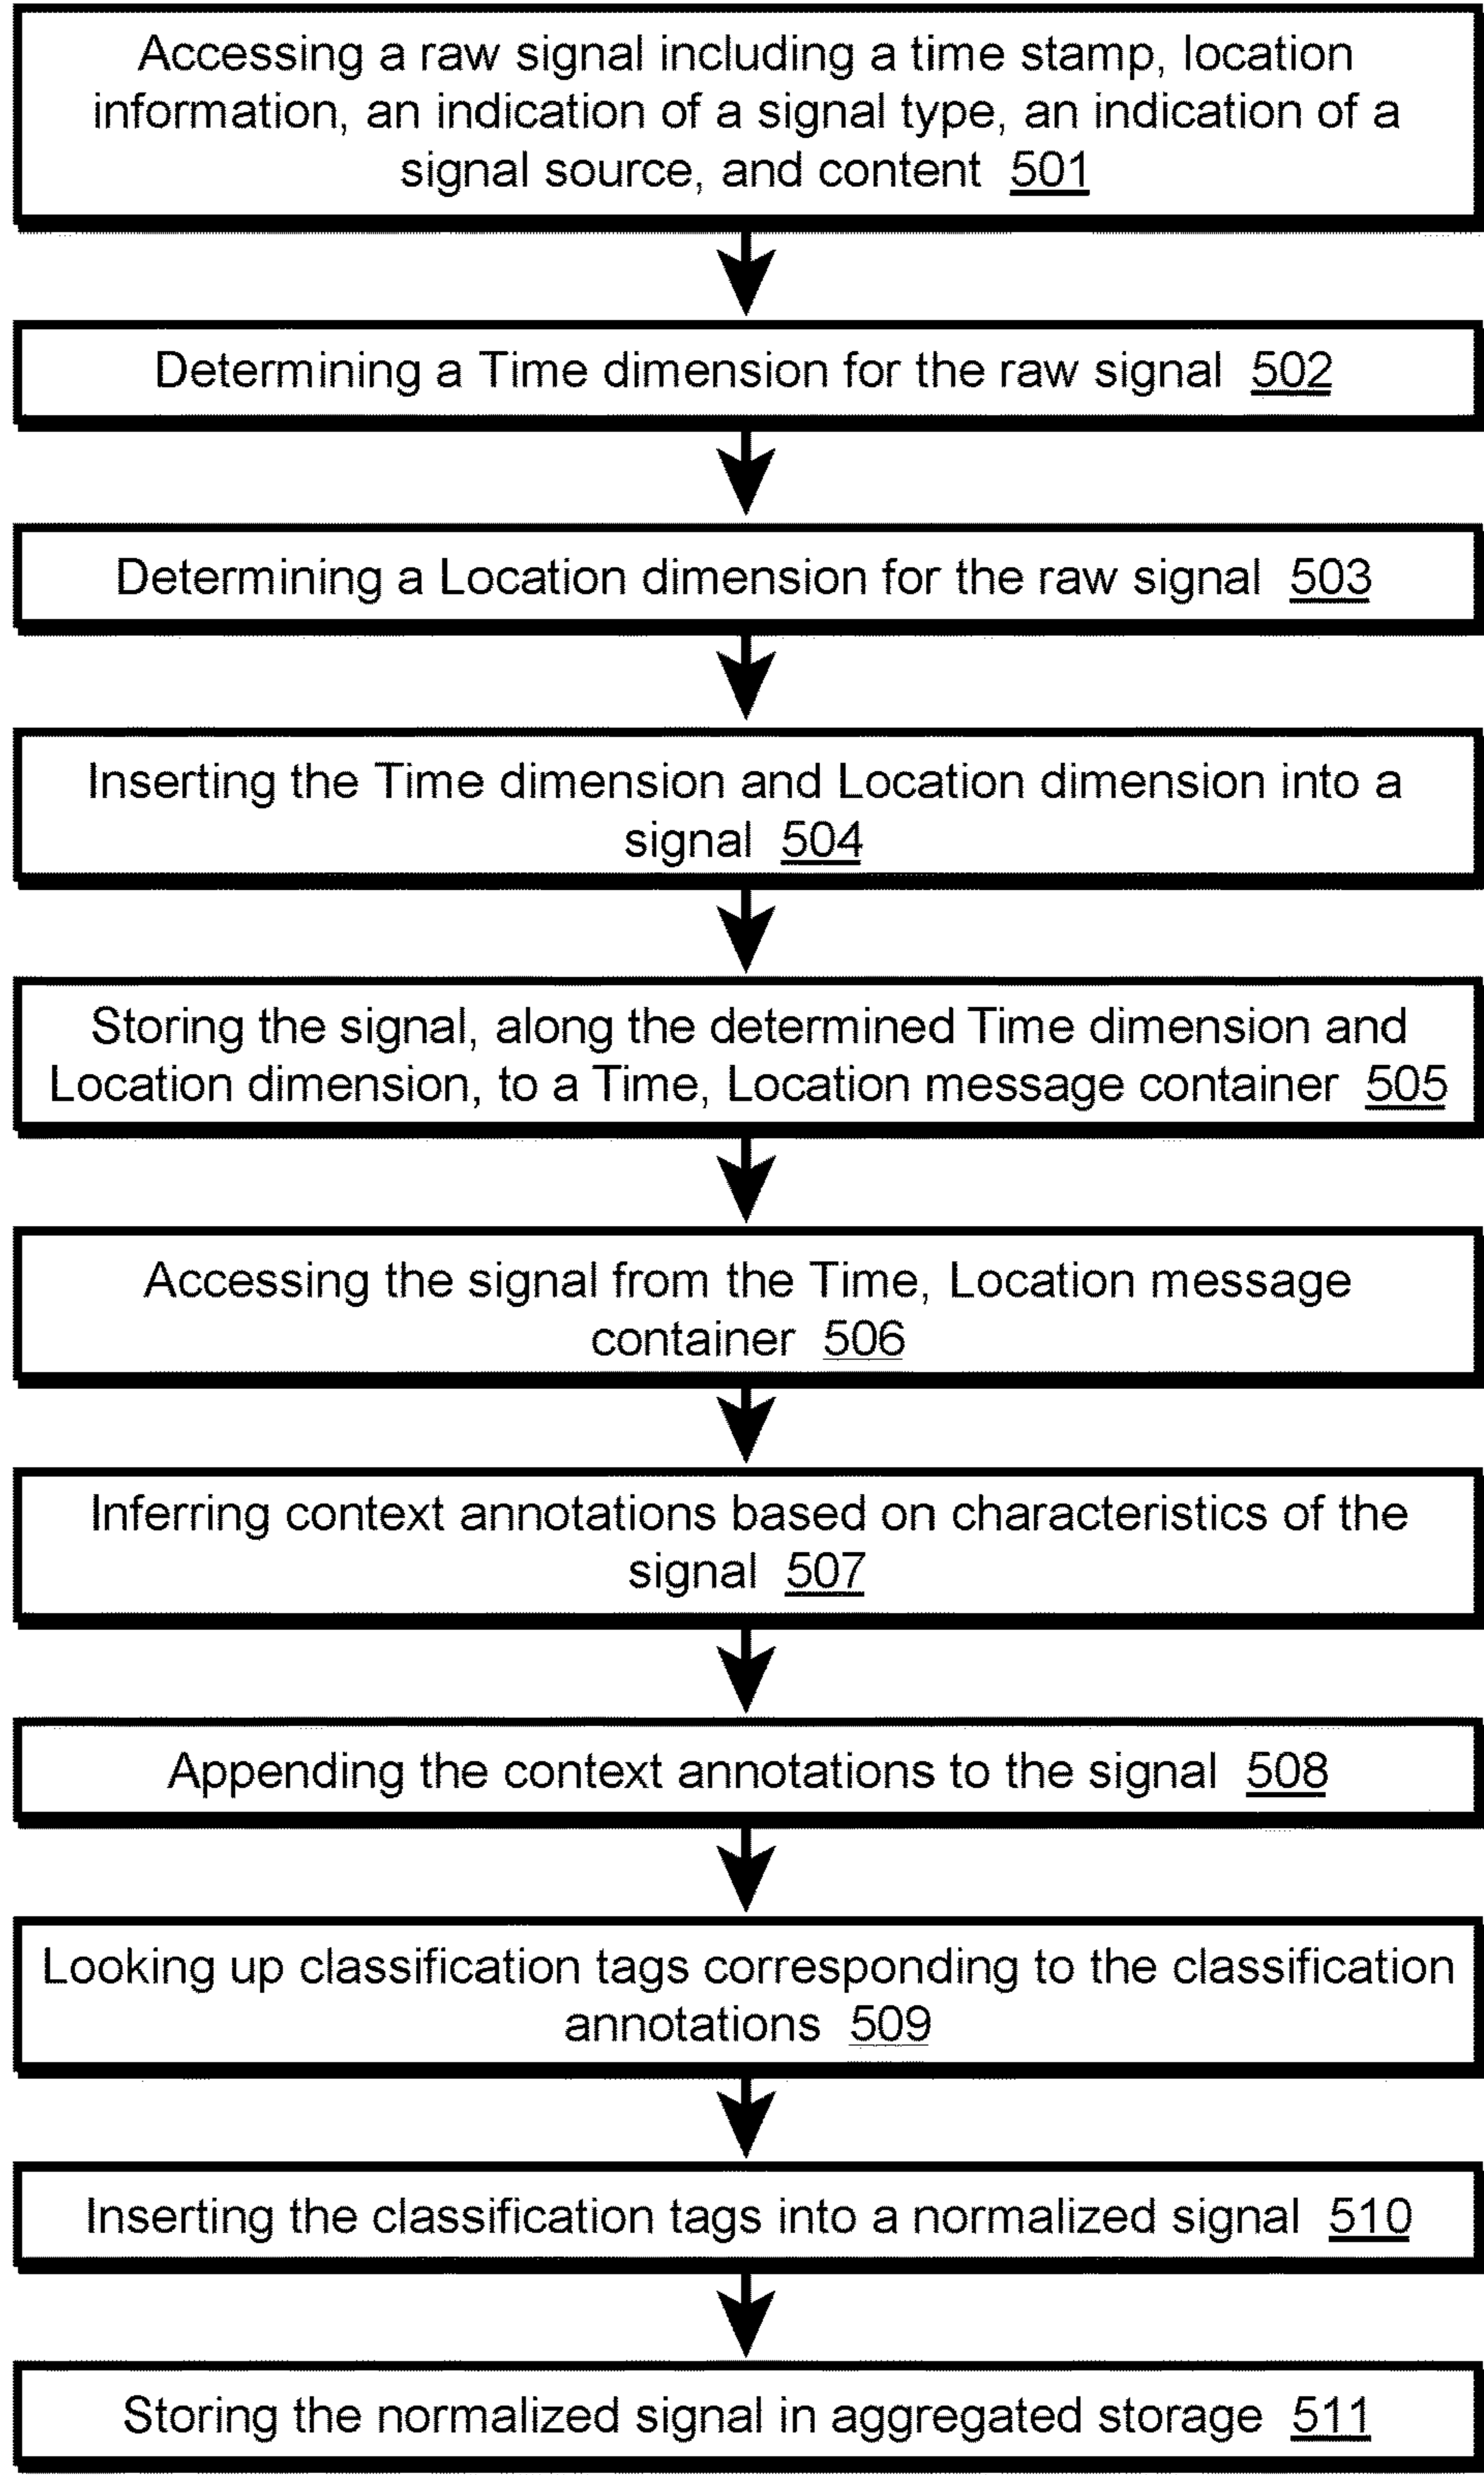 Accessing a raw signal including a time stamp, location
information, an indication of a signal type, an indication of a
signal source, and content 501
Determining a Time dimension for the raw signal 502
Determining a Location dimension for the raw signal 503
Inserting the Time dimension and Location dimension into a
signal 504
Storing the signal, along the determined Time dimension and
Location dimension, to a Time, Location message container 505
Accessing the signal from the Time, Location message
container 506
Inferring context annotations based on characteristics of the
signal 507
Appending the context annotations to the signal 508
Looking up classification tags corresponding to the classification
annotations 509
Inserting the classification tags into a normalized signal 510
Storing the normalized signal in aggregated storage 511